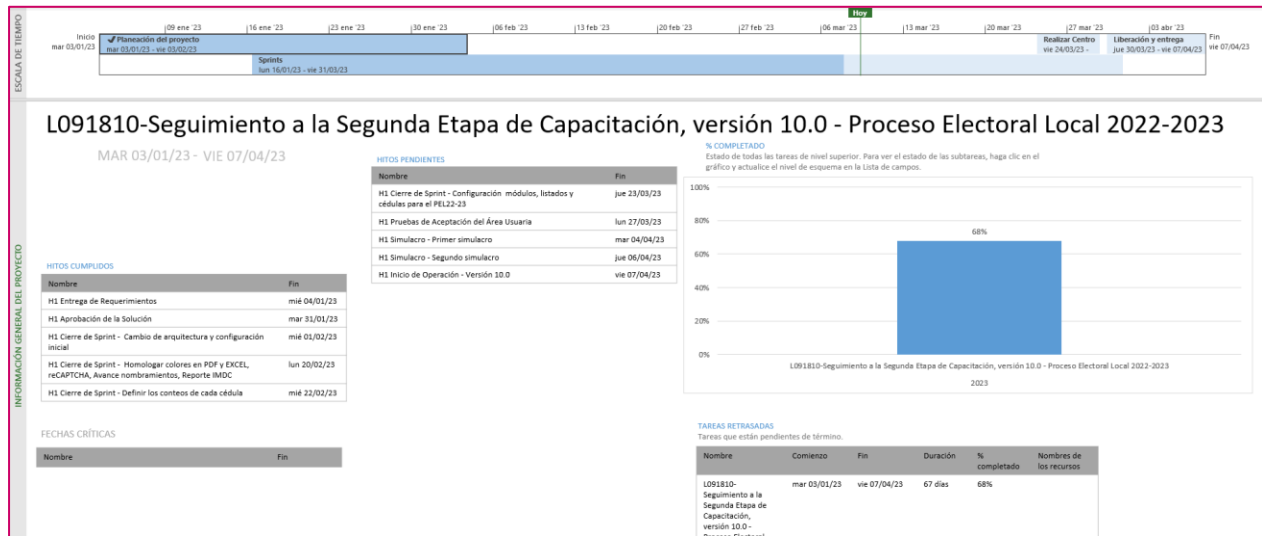 Hoy
09 ene '23
16 ene '23
23 ene '23
30 ene '23
06 feb '23
13 feb '23
20 feb '23
27 feb '23
06 mar '23
13 mar '23
20 mar '23
27 mar '23
03 abr '23
ESCALA DE TIEMPO
Inicio
mar 03/01/23
Planeación del proyecto
mar 03/01/23 - vie 03/02/23
Sprints
lun 16/01/23 - vie 31/03/23
Realizar Centro
vie 24/03/23 -
Liberación y entrega
jue 30/03/23 - vie 07/04/23
Fin
vie 07/04/23
INFORMACIÓN GENERAL DEL PROYECTO
L091810-Seguimiento a la Segunda Etapa de Capacitación, versión 10.0 - Proceso Electoral Local 2022-2023
MAR 03/01/23 - VIE 07/04/23
HITOS CUMPLIDOS
Nombre Fin
H1 Entrega de Requerimientos mié 04/01/23
H1 Aprobación de la Solución mar 31/01/23
H1 Cierre de Sprint - Cambio de arquitectura y configuración mié 01/02/23
inicial
H1 Cierre de Sprint - Homologar colores en PDF y EXCEL, lun 20/02/23
reCAPTCHA, Avance nombramientos, Reporte IMDC
H1 Cierre de Sprint - Definir los conteos de cada cédula mié 22/02/23
FECHAS CRÍTICAS
Nombre Fin
HITOS PENDIENTES
Nombre Fin
H1 Cierre de Sprint - Configuración módulos, listados y jue 23/03/23
cédulas para el PEL22-23
H1 Pruebas de Aceptación del Área Usuaria lun 27/03/23
H1 Simulacro - Primer simulacro mar 04/04/23
H1 Simulacro - Segundo simulacro jue 06/04/23
H1 Inicio de Operación - Versión 10.0 vie 07/04/23
% COMPLETADO
Estado de todas las tareas de nivel superior. Para ver el estado de las subtareas, haga clic en el
gráfico y actualice el nivel de esquema en la Lista de campos.
100%
80%
68%
60%
40%
20%
0%
L091810-Seguimiento a la Segunda Etapa de Capacitación, versión 10.0 - Proceso Electoral Local 2022-2023
2023
TAREAS RETRASADAS
Tareas que están pendientes de término.
Nombre Comienzo Fin Duración % completado Nombres de los recursos
L091810- mar 03/01/23 vie 07/04/23 67 días 68%
Seguimiento a la
Segunda Etapa de
Capacitación,
versión 10.0 -
Proceso Electoral